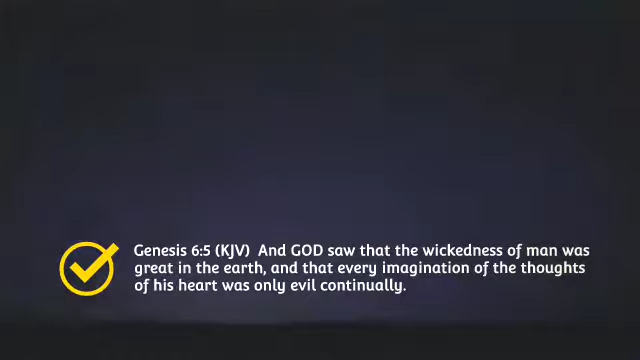 Genesis 6:5 (KJV)  And GOD saw that the wickedness of man was
great in the earth, and that every imagination of the thoughts
of his heart was only evil continually.